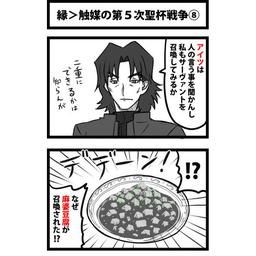 縁>触媒の第5次聖杯戦争⑧
アイツは
人の言う事を聞かんし
私もサーヴァントを
召喚してみるか
二重に
できるかは
知らんが
デデーン!
!?
なぜ
麻婆豆腐が
召喚された!?